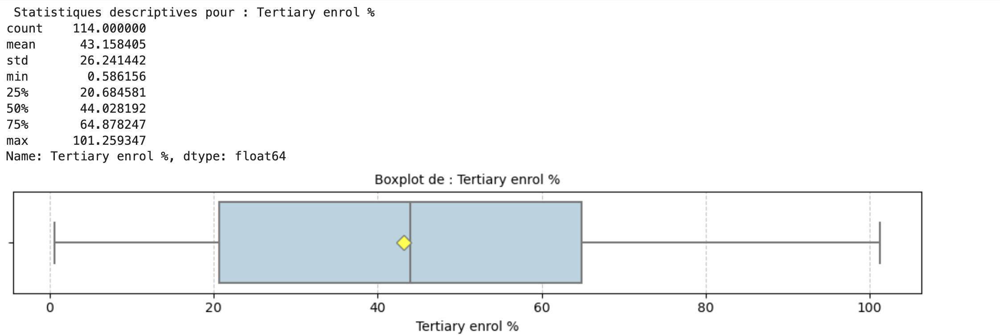 Statistiques descriptives pour : Tertiary enrol %
count    114.000000
mean      43.158405
std       26.241442
min        0.586156
25%       20.684581
50%       44.028192
75%       64.878247
max      101.259347
Name: Tertiary enrol %, dtype: float64
Boxplot de : Tertiary enrol %
0 20 40 60 80 100
Tertiary enrol %